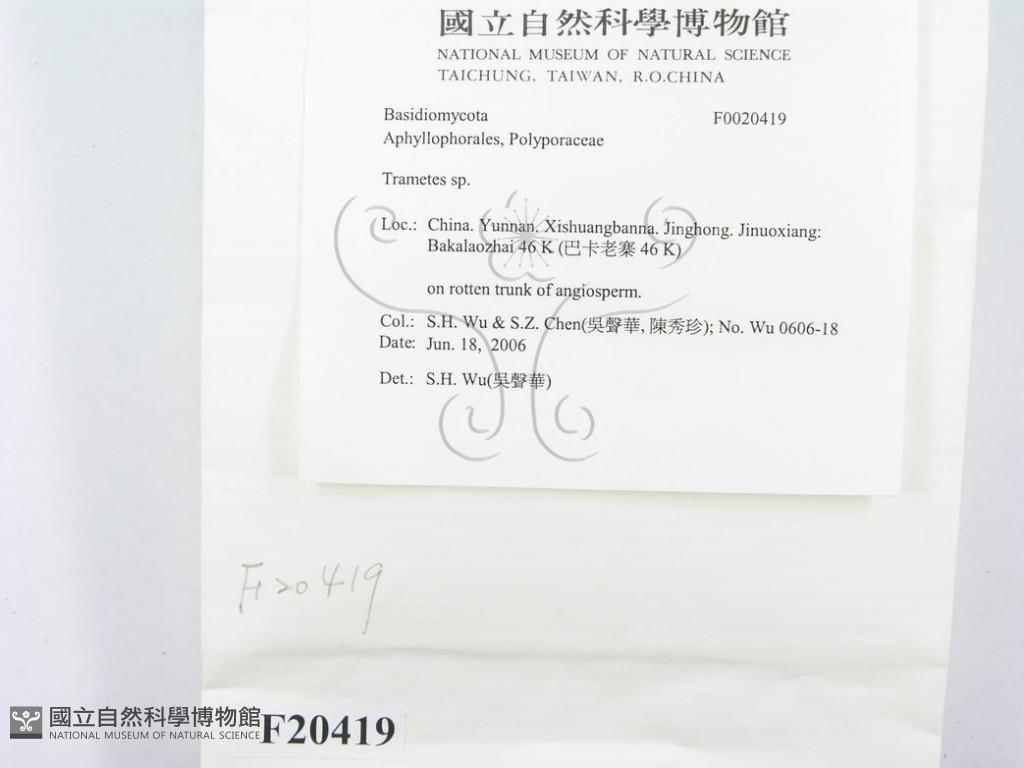 國立自然科學博物館
NATIONAL MUSEUM OF NATURAL SCIENCE
TAICHUNG, TAIWAN, R.O.CHINA
Basidiomycota F0020419
Aphyllophorales, Polyporaceae
Trametes sp.
Loc.: China. Yunnan. Xishuangbanna. Jinghong. Jinuoxiang:
Bakalaozhai 46 K (巴卡老寨 46 K)
on rotten trunk of angiosperm.
Col.: S.H. Wu & S.Z. Chen(吳聲華, 陳秀珍); No. Wu 0606-18
Date: Jun. 18, 2006
Det.: S.H. Wu(吳聲華)
F20419
國立自然科學博物館
NATIONAL MUSEUM OF NATURAL SCIENCE
F20419